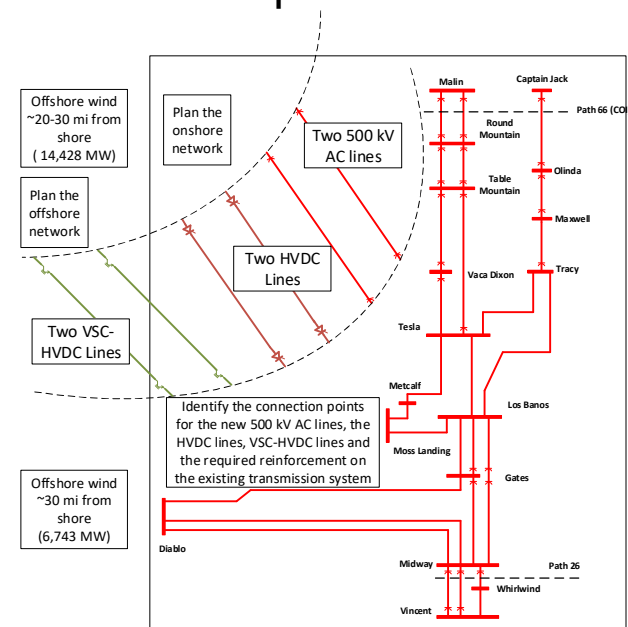 Malin
Captain Jack
Offshore wind
~20-30 mi from
shore
( 14,428 MW)
Plan the
onshore
network
Path 66 (COI
Two 500 kV
AC lines
Round
Mountain
Olinda
Table
Mountain
Plan the
offshore
network
Maxwell
Two HVDC
Lines
Vaca Dixon
Tracy
Two VSC-
HVDC Lines
Tesla
Metcalf
Los Banos
Identify the connection points
for the new 500 kV AC lines, the
HVDC lines, VSC-HVDC lines and
the required reinforcement on
the existing transmission system
Moss Landing
Offshore wind
~30 mi from
shore
(6,743 MW)
Gates
Diablo
Midway
Path 26
Whirlwind
Vincent